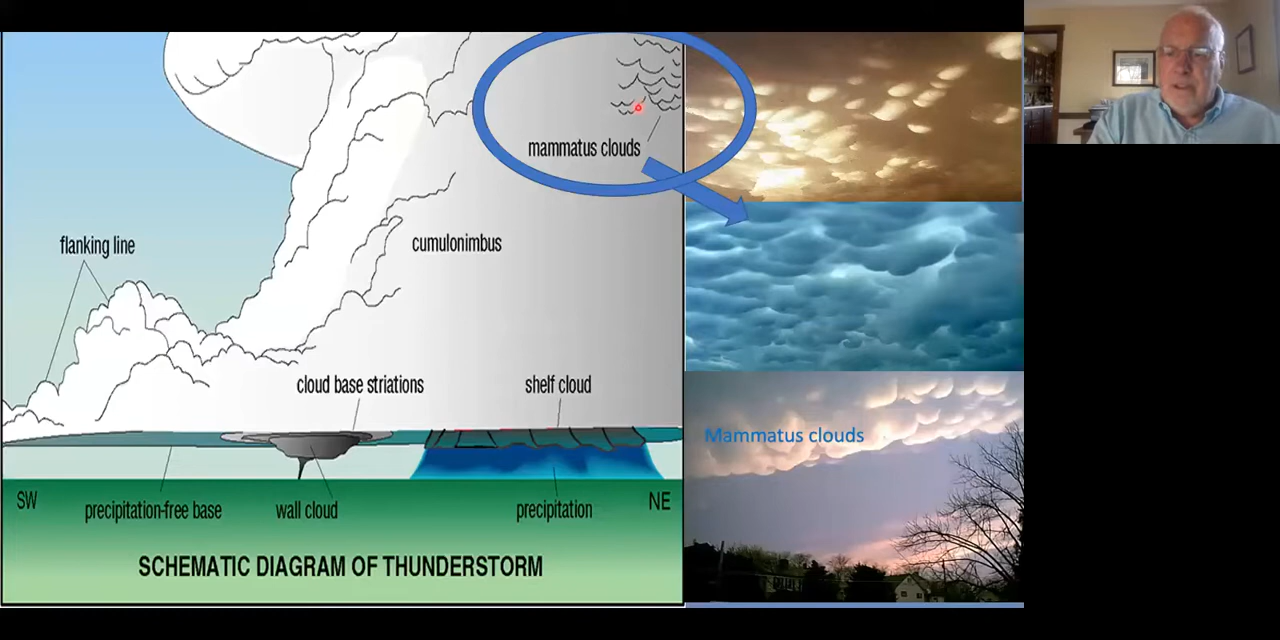 mammatus clouds
flanking line
cumulonimbus
cloud base striations
shelf cloud
Mammatus clouds
SW
precipitation-free base
wall cloud
precipitation
NE
SCHEMATIC DIAGRAM OF THUNDERSTORM